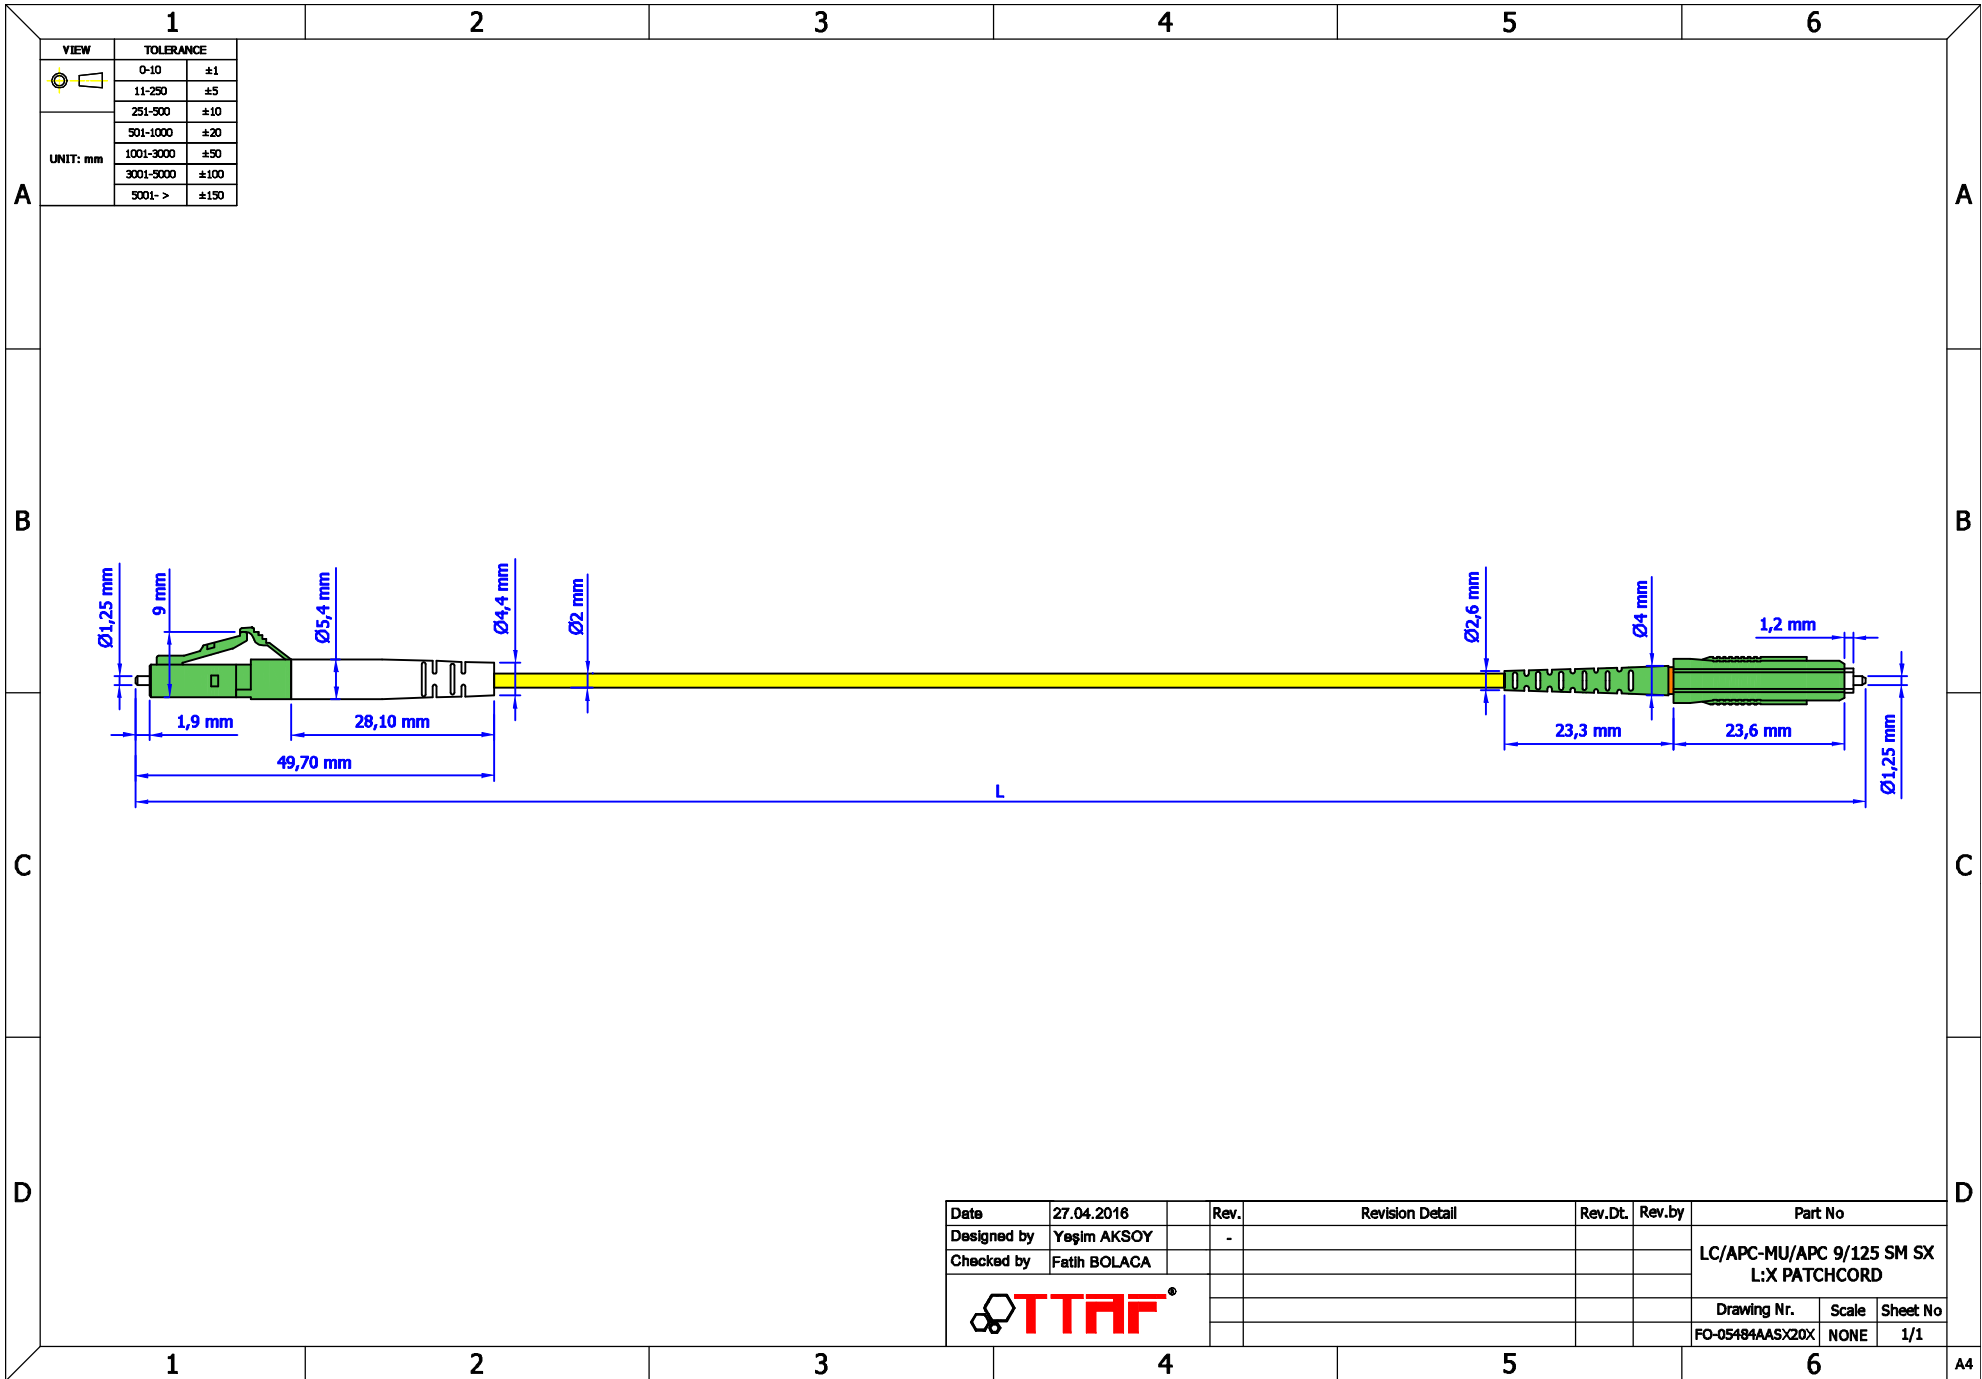 1 2 3 4 5 6
VIEW TOLERANCE
0-10 ±1
11-250 ±5
251-500 ±10
501-1000 ±20
UNIT: mm
1001-3000 ±50
3001-5000 ±100
5001- > ±150
A A
B B
Ø1,25 mm
9 mm
Ø5,4 mm
Ø4,4 mm
Ø2 mm
Ø2,6 mm
Ø4 mm
1,2 mm
1,9 mm
28,10 mm
23,3 mm
23,6 mm
Ø1,25 mm
49,70 mm
L
C C
D D
Date 27.04.2016 Rev. Revision Detail Rev.Dt. Rev.by Part No
Designed by Yeşim AKSOY -
Checked by Fatih BOLACA
LC/APC-MU/APC 9/125 SM SX
L:X PATCHCORD
TTAF ®
Drawing Nr. Scale Sheet No
FO-05484AASX20X NONE 1/1
1 2 3 4 5 6 A4